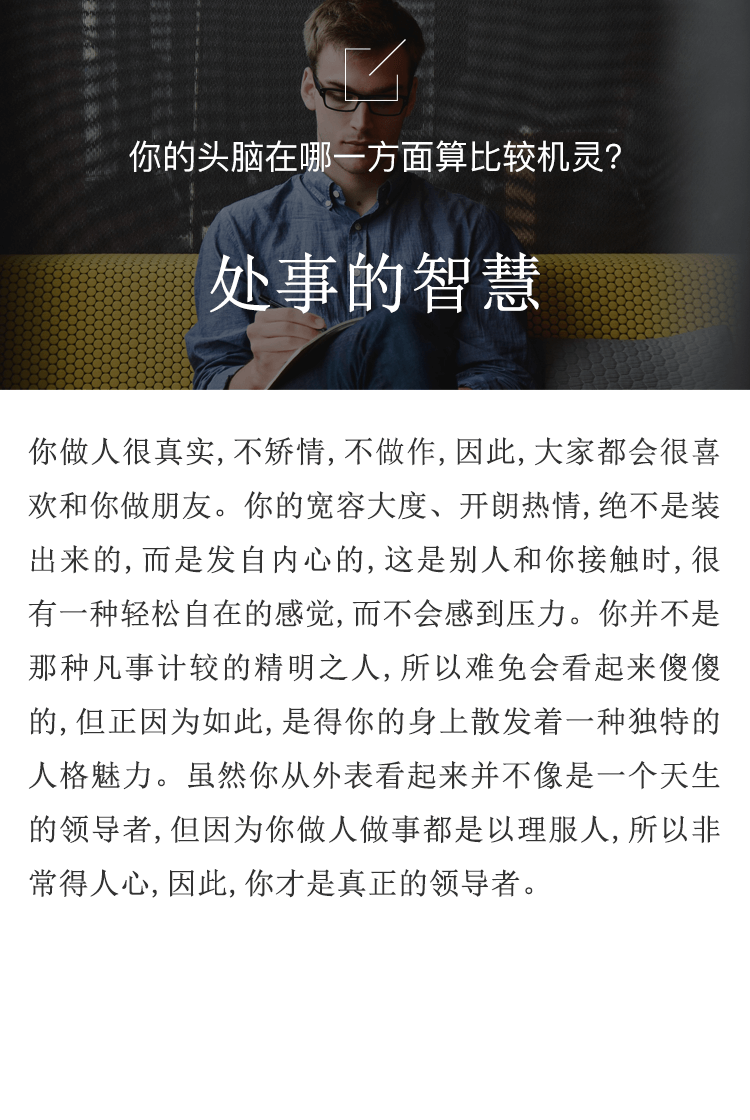 你的头脑在哪一方面算比较机灵?
处事的智慧
你做人很真实,不矫情,不做作,因此,大家都会很喜
欢和你做朋友。你的宽容大度、开朗热情,绝不是装
出来的,而是发自内心的,这是别人和你接触时,很
有一种轻松自在的感觉,而不会感到压力。你并不是
那种凡事计较的精明之人,所以难免会看起来傻傻
的,但正因为如此,是得你的身上散发着一种独特的
人格魅力。虽然你从外表看起来并不像是一个天生
的领导者,但因为你做人做事都是以理服人,所以非
常得人心,因此,你才是真正的领导者。